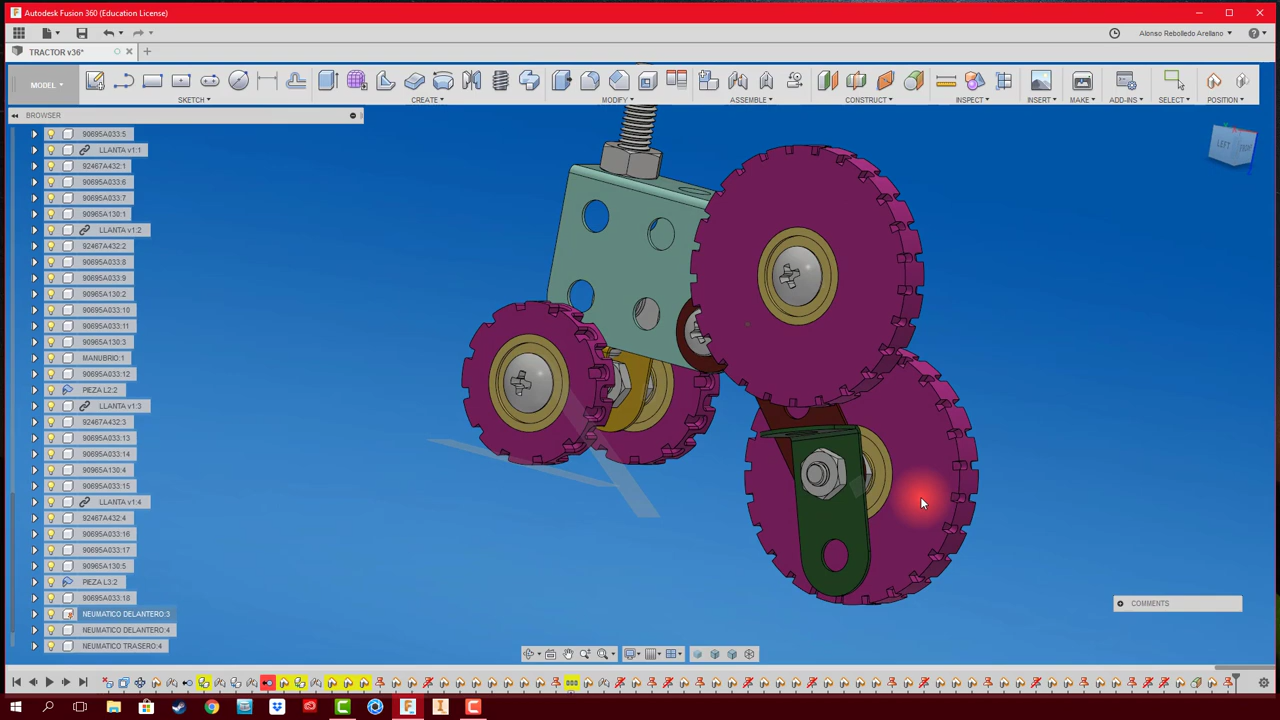 Autodesk Fusion 360 (Education License)
Alonso Rebolledo Arellano
TRACTOR v36*
MODEL
SKETCH
CREATE
MODIFY
ASSEMBLE
CONSTRUCT
INSPECT
INSERT
MAKE
ADD-INS
SELECT
POSITION
BROWSER
90695A033:5
LLANTA v1:1
92467A432:1
90695A033:6
90695A033:7
90965A130:1
LLANTA v1:2
92467A432:2
90695A033:8
90695A033:9
90965A130:2
90695A033:10
90695A033:11
90965A130:3
MANUBRIO:1
90695A033:12
PIEZA L2:2
LLANTA v1:3
92467A432:3
90695A033:13
90695A033:14
90965A130:4
90695A033:15
LLANTA v1:4
92467A432:4
90695A033:16
90695A033:17
90965A130:5
PIEZA L3:2
90695A033:18
NEUMATICO DELANTERO:3
NEUMATICO DELANTERO:4
NEUMATICO TRASERO:4
LEFT
COMMENTS